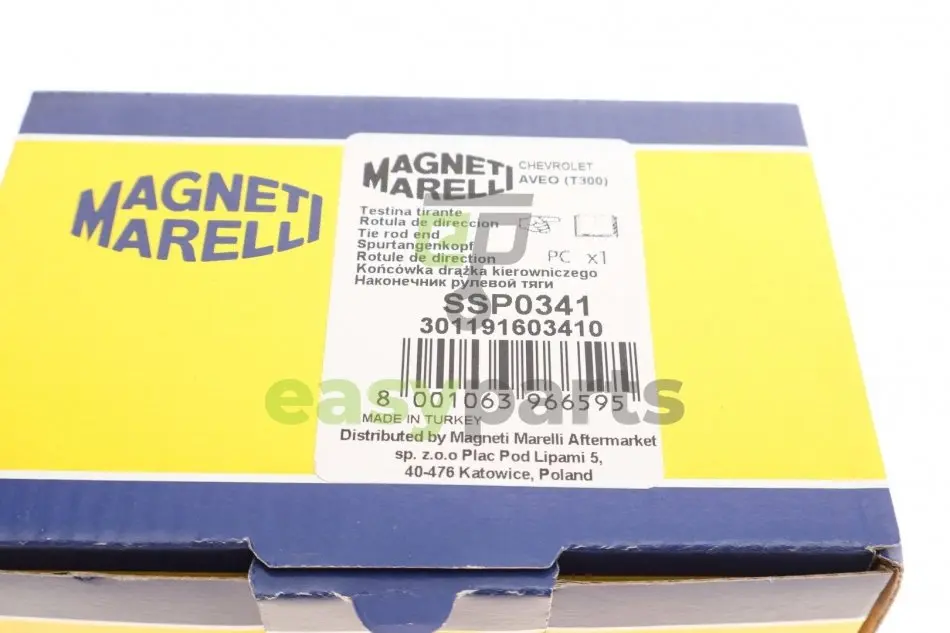 MAGNETI
MARELLI
MAGNETI
MARELLI
CHEVROLET
AVEO (T300)
Testina tirante
Rotula de direccion
Tie rod end
Spurtangenkopf
Rotule de direction
Końcówka drążka kierowniczego
Наконечник рулевой тяги
PC x1
SSP0341
301191603410
8 001063 966595
easyparts
MADE IN TURKEY
Distributed by Magneti Marelli Aftermarket
sp. z.o.o Plac Pod Lipami 5,
40-476 Katowice, Poland